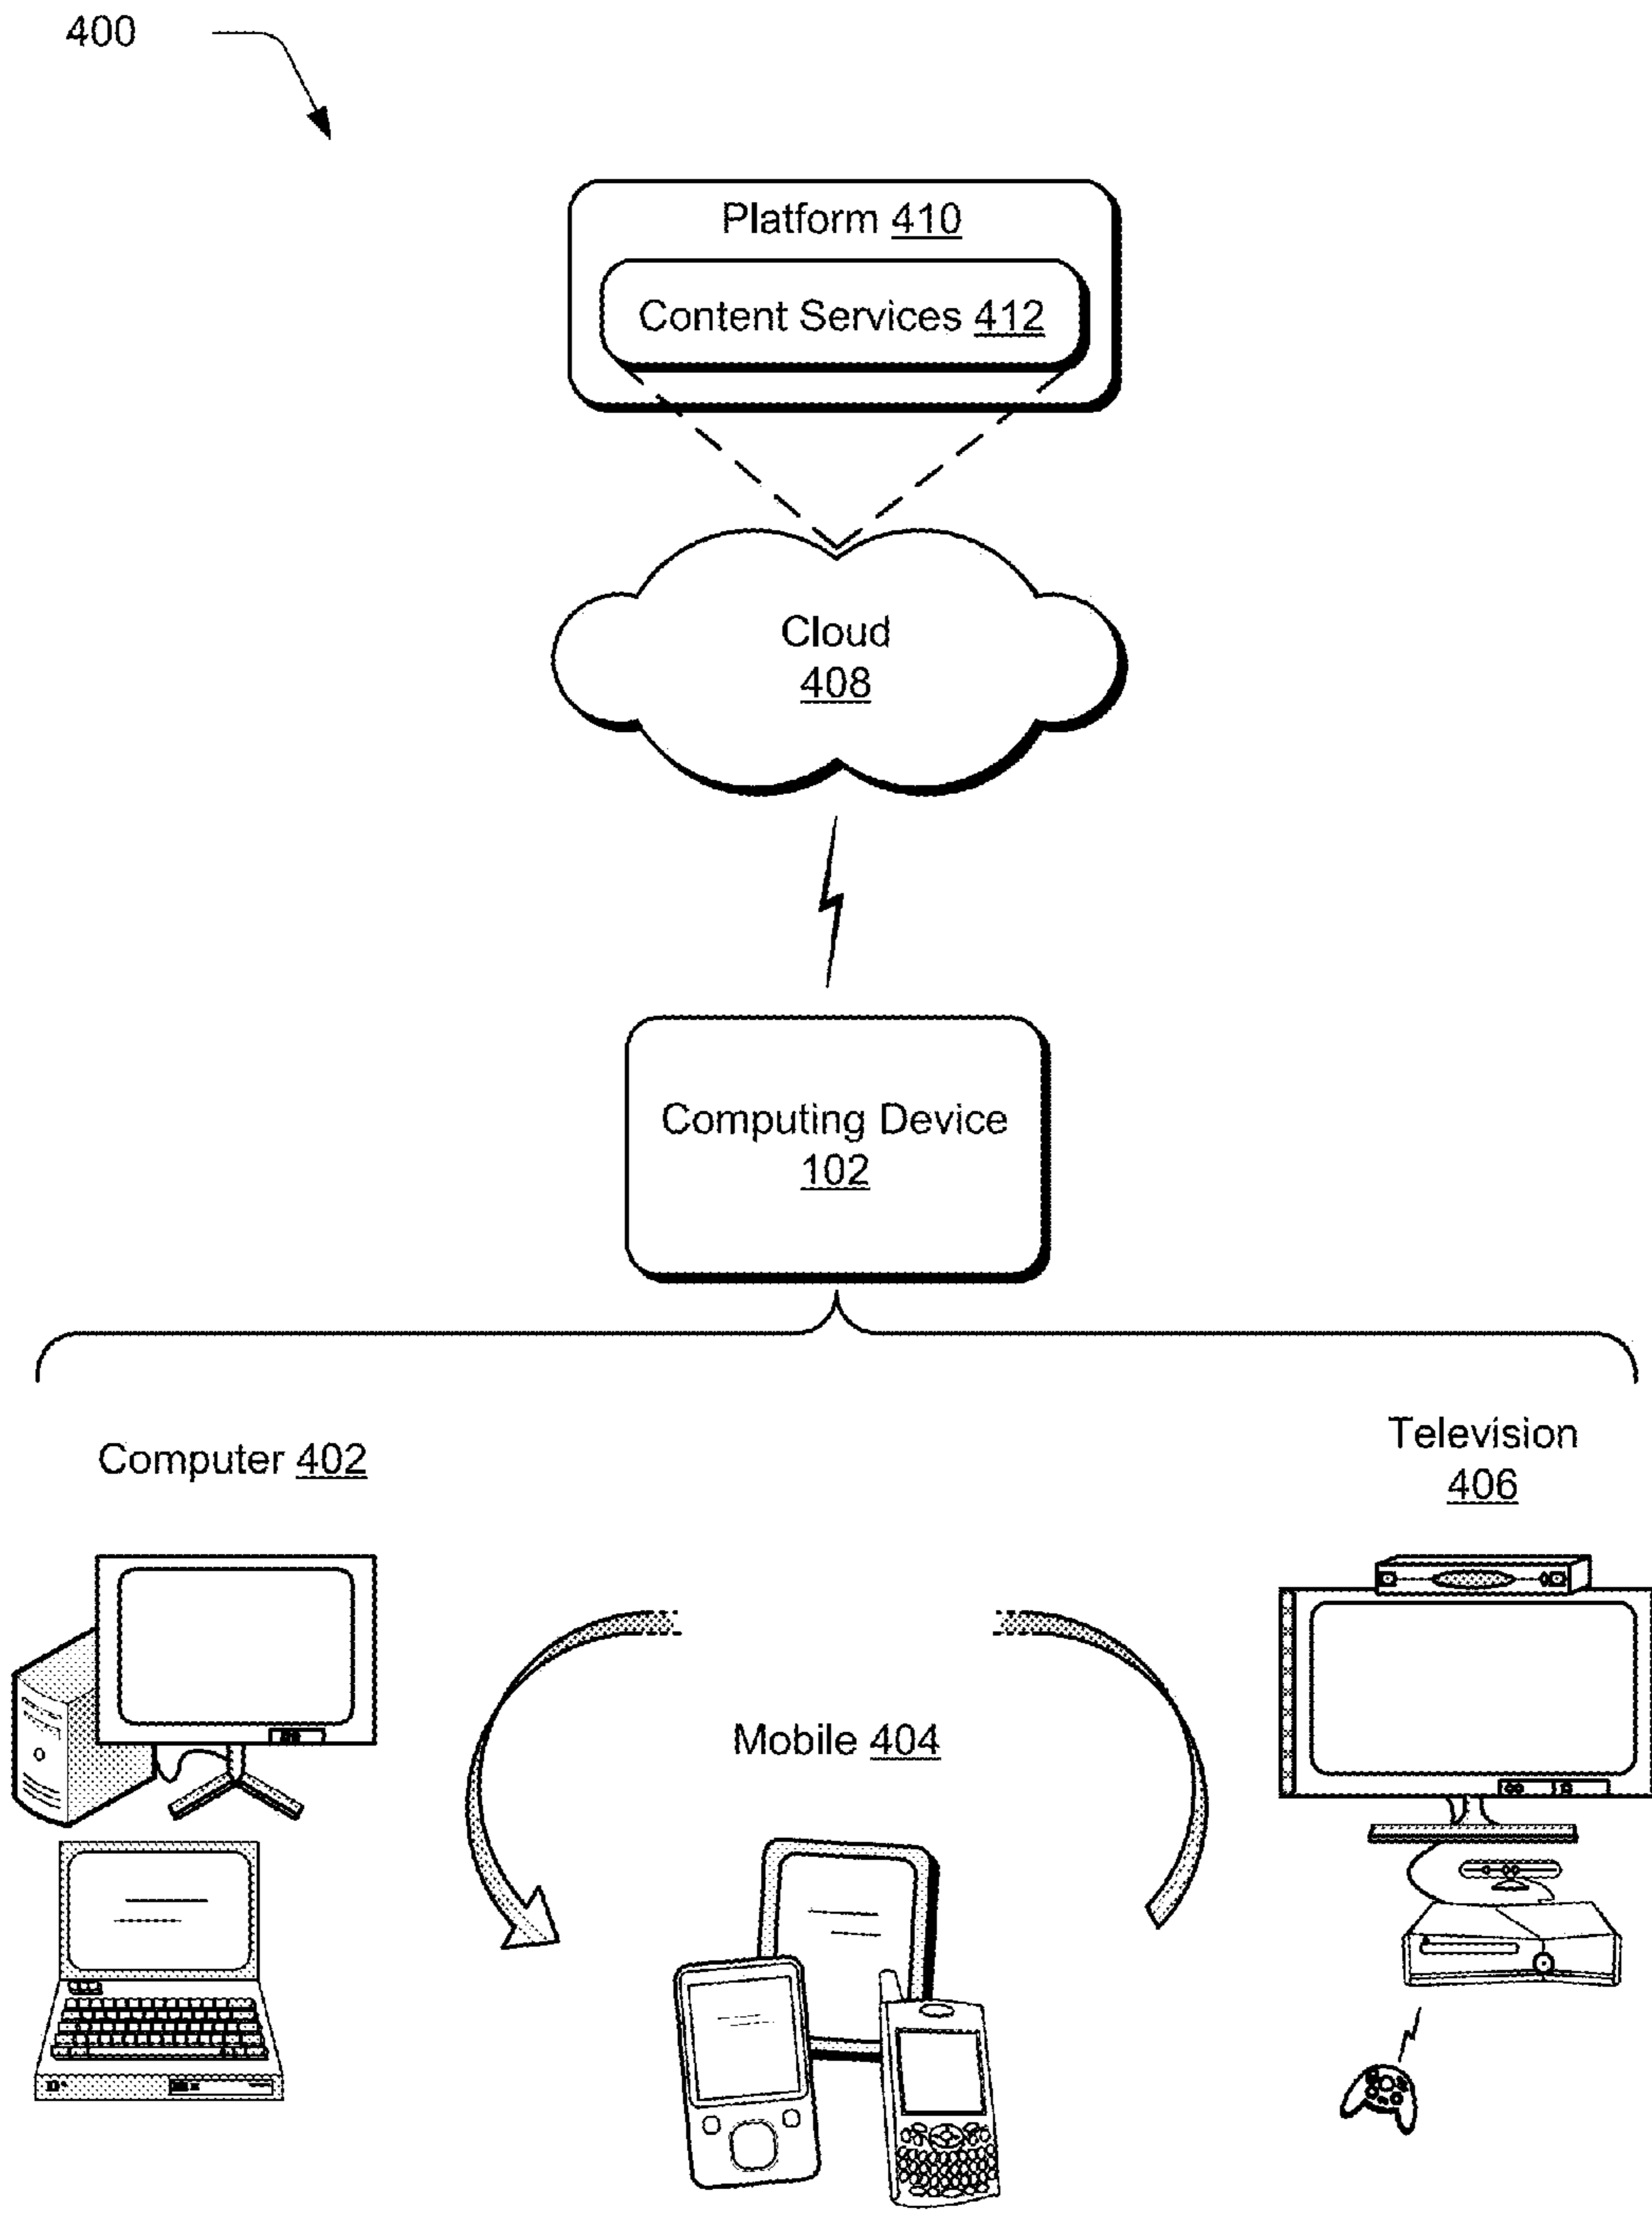 400
Platform 410
Content Services 412
Cloud
408
Computing Device
102
Computer 402
Television
406
Mobile 404